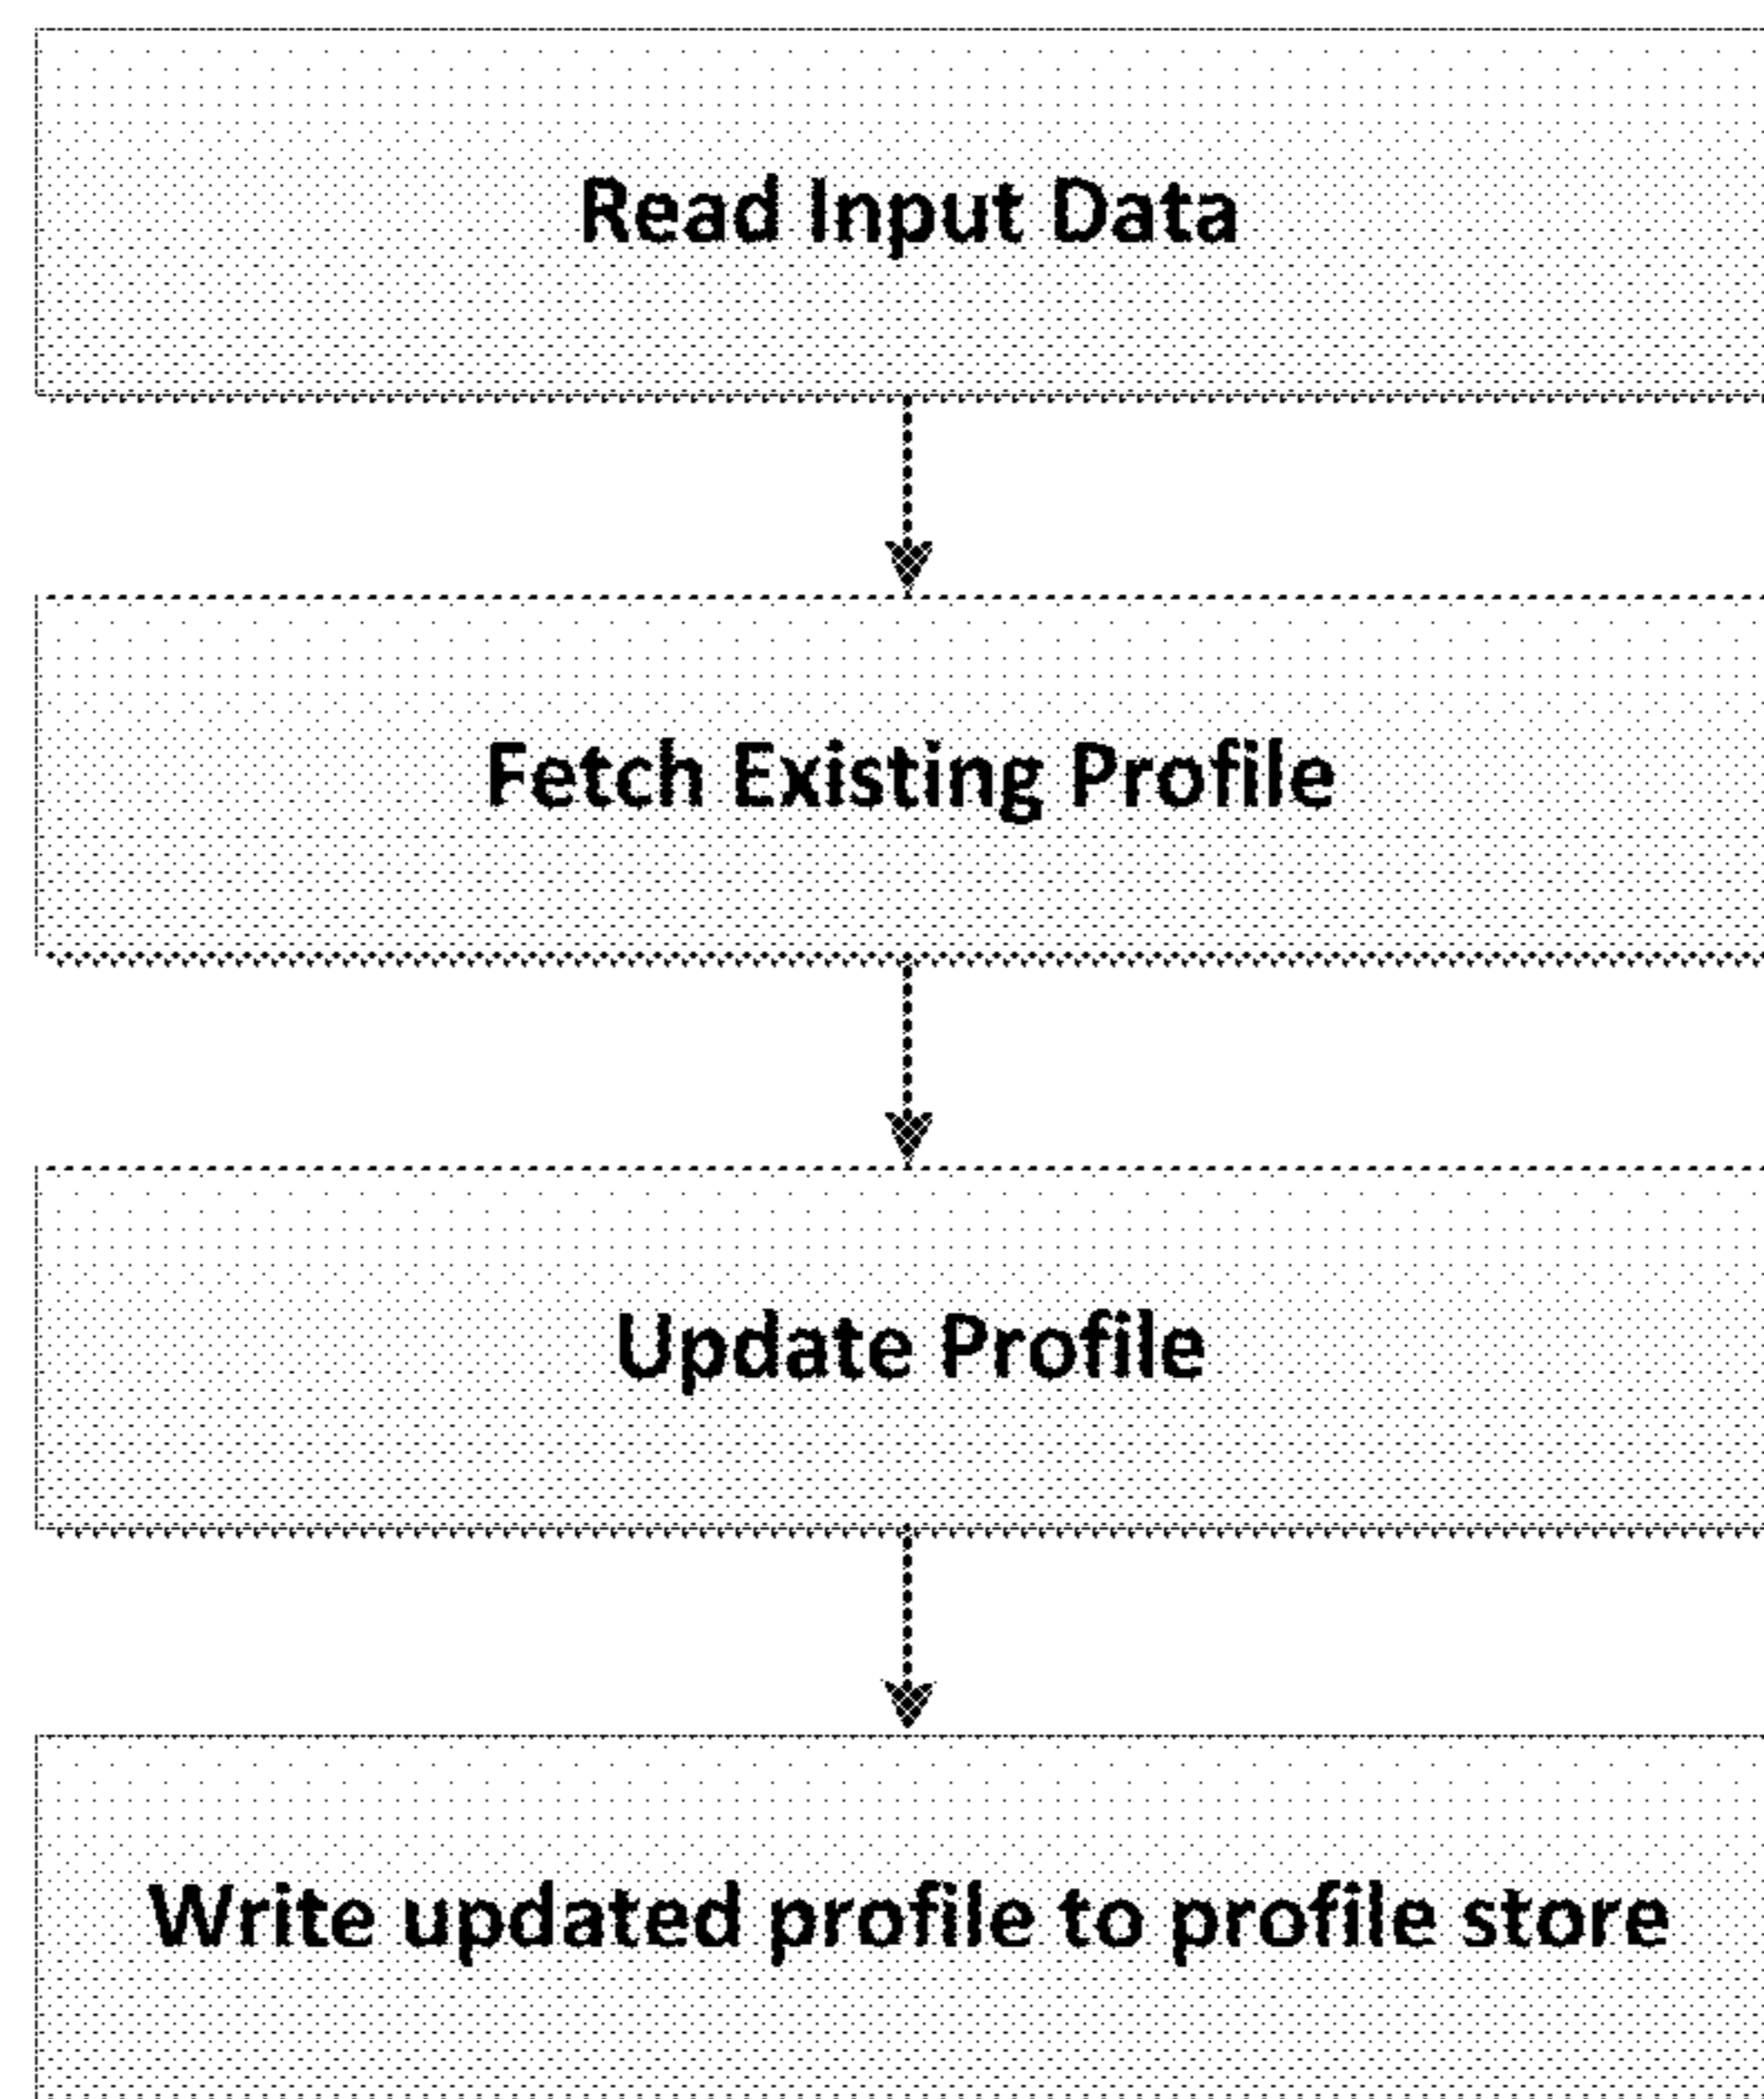 Read Input Data
Fetch Existing Profile
Update Profile
Write updated profile to profile store